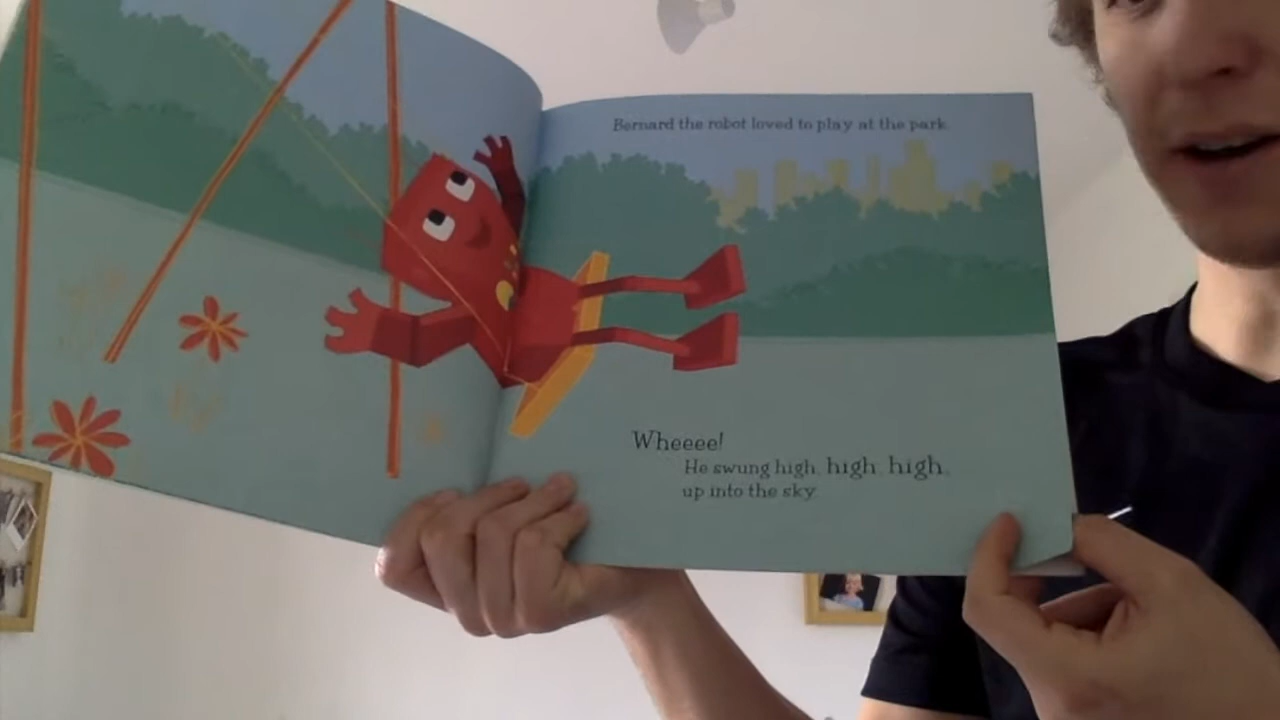 Bernard the robot loved to play at the park.
Wheeee!
He swung high, high, high,
up into the sky.